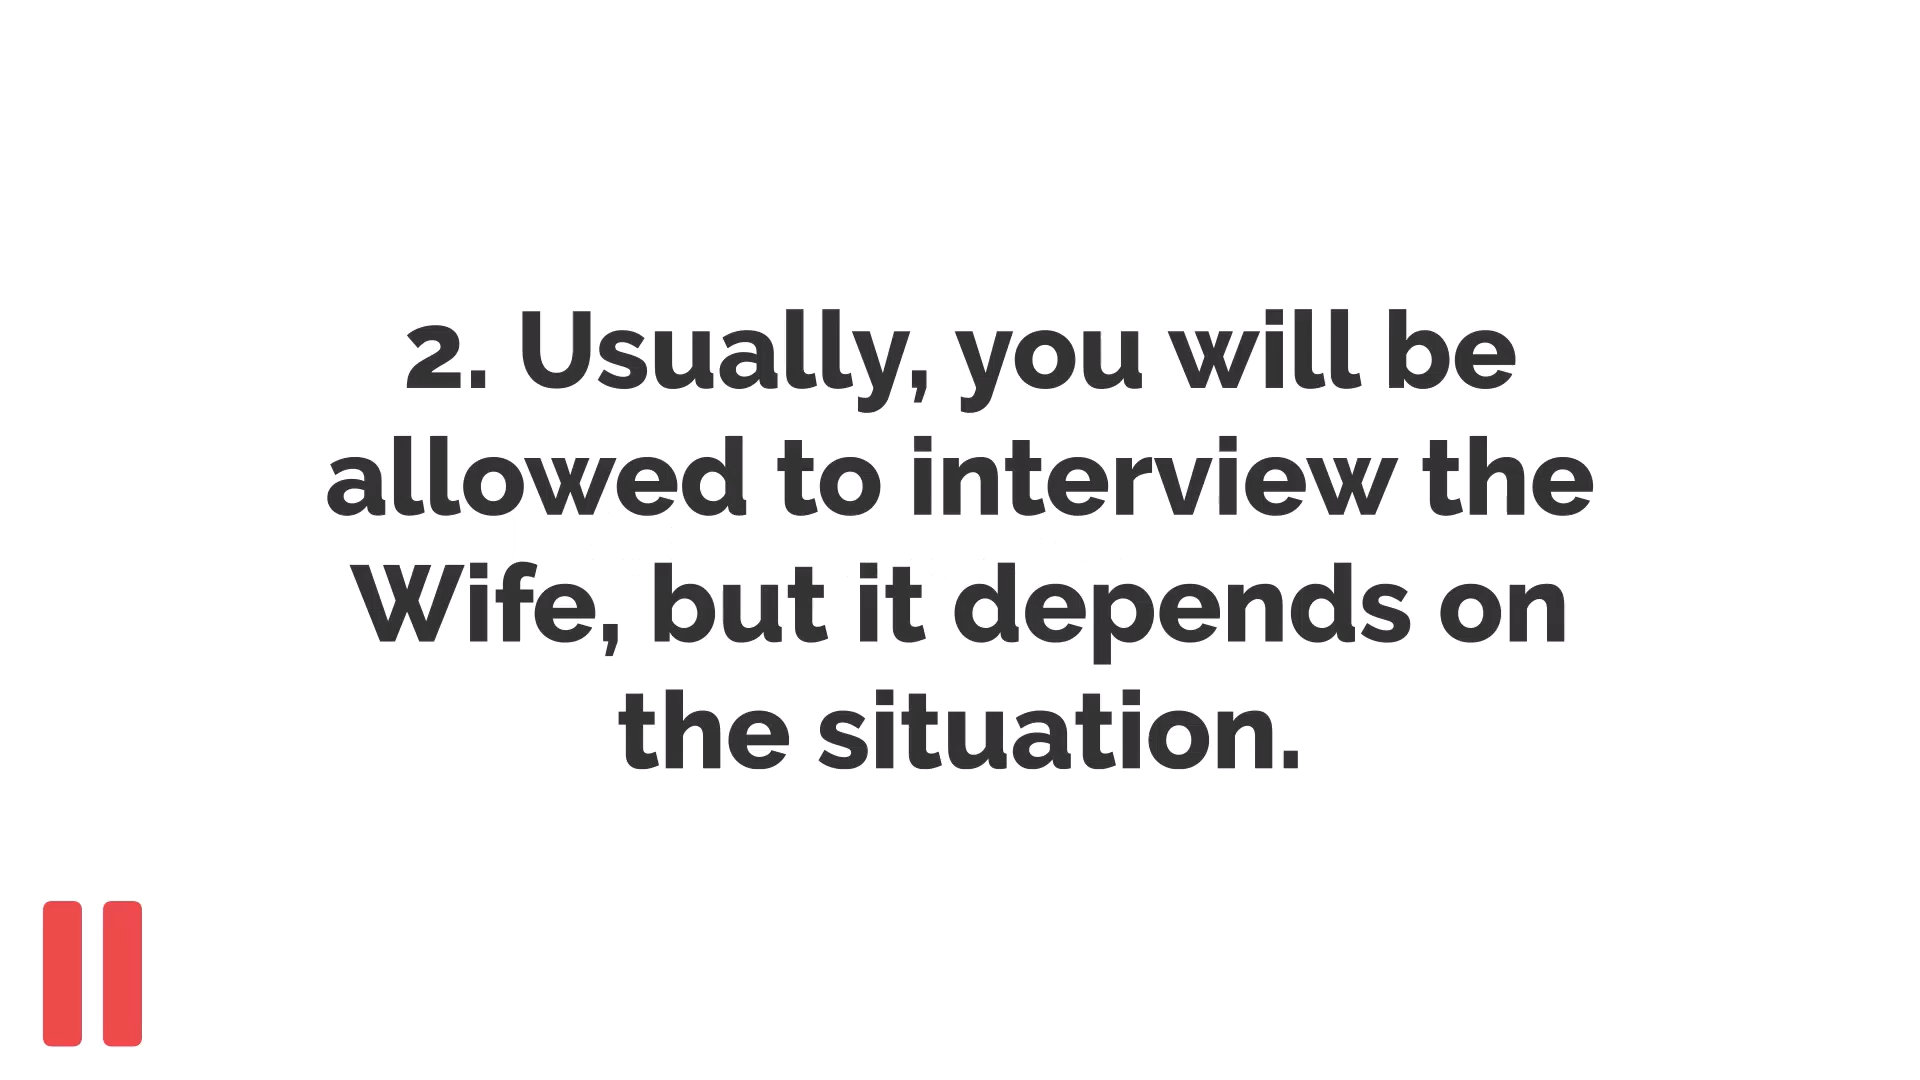 2. Usually, you will be
allowed to interview the
Wife, but it depends on
the situation.